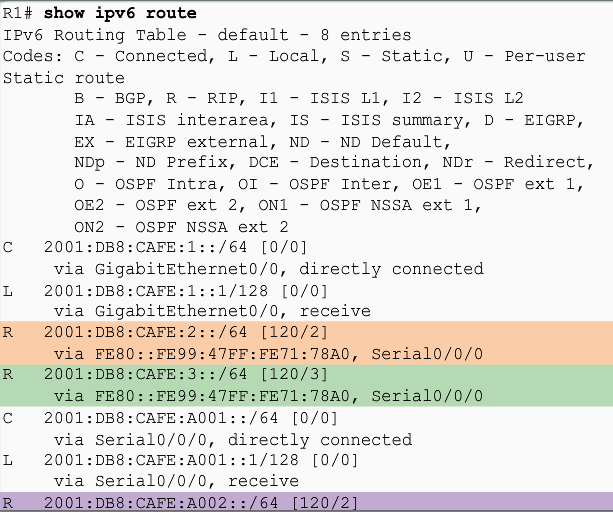 R1# show ipv6 route
IPv6 Routing Table - default - 8 entries
Codes: C - Connected, L - Local, S - Static, U - Per-user
Static route
B - BGP, R - RIP, I1 - ISIS L1, I2 - ISIS L2
IA - ISIS interarea, IS - ISIS summary, D - EIGRP,
EX - EIGRP external, ND - ND Default,
NDp - ND Prefix, DCE - Destination, NDr - Redirect,
O - OSPF Intra, OI - OSPF Inter, OE1 - OSPF ext 1,
OE2 - OSPF ext 2, ON1 - OSPF NSSA ext 1,
ON2 - OSPF NSSA ext 2
C 2001:DB8:CAFE:1::/64 [0/0]
via GigabitEthernet0/0, directly connected
L 2001:DB8:CAFE:1::1/128 [0/0]
via GigabitEthernet0/0, receive
R 2001:DB8:CAFE:2::/64 [120/2]
via FE80::FE99:47FF:FE71:78A0, Serial0/0/0
R 2001:DB8:CAFE:3::/64 [120/3]
via FE80::FE99:47FF:FE71:78A0, Serial0/0/0
C 2001:DB8:CAFE:A001::/64 [0/0]
via Serial0/0/0, directly connected
L 2001:DB8:CAFE:A001::1/128 [0/0]
via Serial0/0/0, receive
R 2001:DB8:CAFE:A002::/64 [120/2]